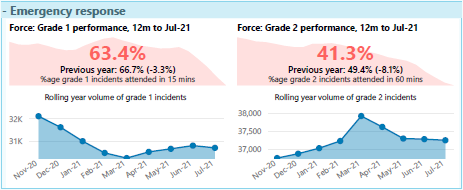 - Emergency response
Force: Grade 1 performance, 12m to Jul-21
63.4%
Previous year: 66.7% (-3.3%)
%age grade 1 incidents attended in 15 mins
Rolling year volume of grade 1 incidents
32K
31K
Nov-20 Dec-20 Jan-21 Feb-21 Mar-21 Apr-21 May-21 Jun-21 Jul-21
Force: Grade 2 performance, 12m to Jul-21
41.3%
Previous year: 49.4% (-8.1%)
%age grade 2 incidents attended in 60 mins
Rolling year volume of grade 2 incidents
38,000
37,500
37,000
Nov-20 Dec-20 Jan-21 Feb-21 Mar-21 Apr-21 May-21 Jun-21 Jul-21